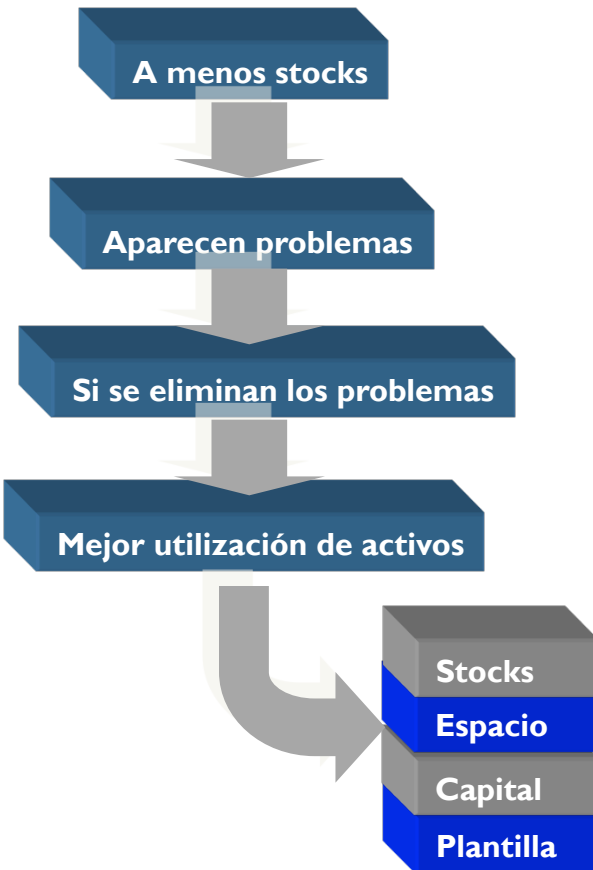 A menos stocks
Aparecen problemas
Si se eliminan los problemas
Mejor utilización de activos
Stocks
Espacio
Capital
Plantilla